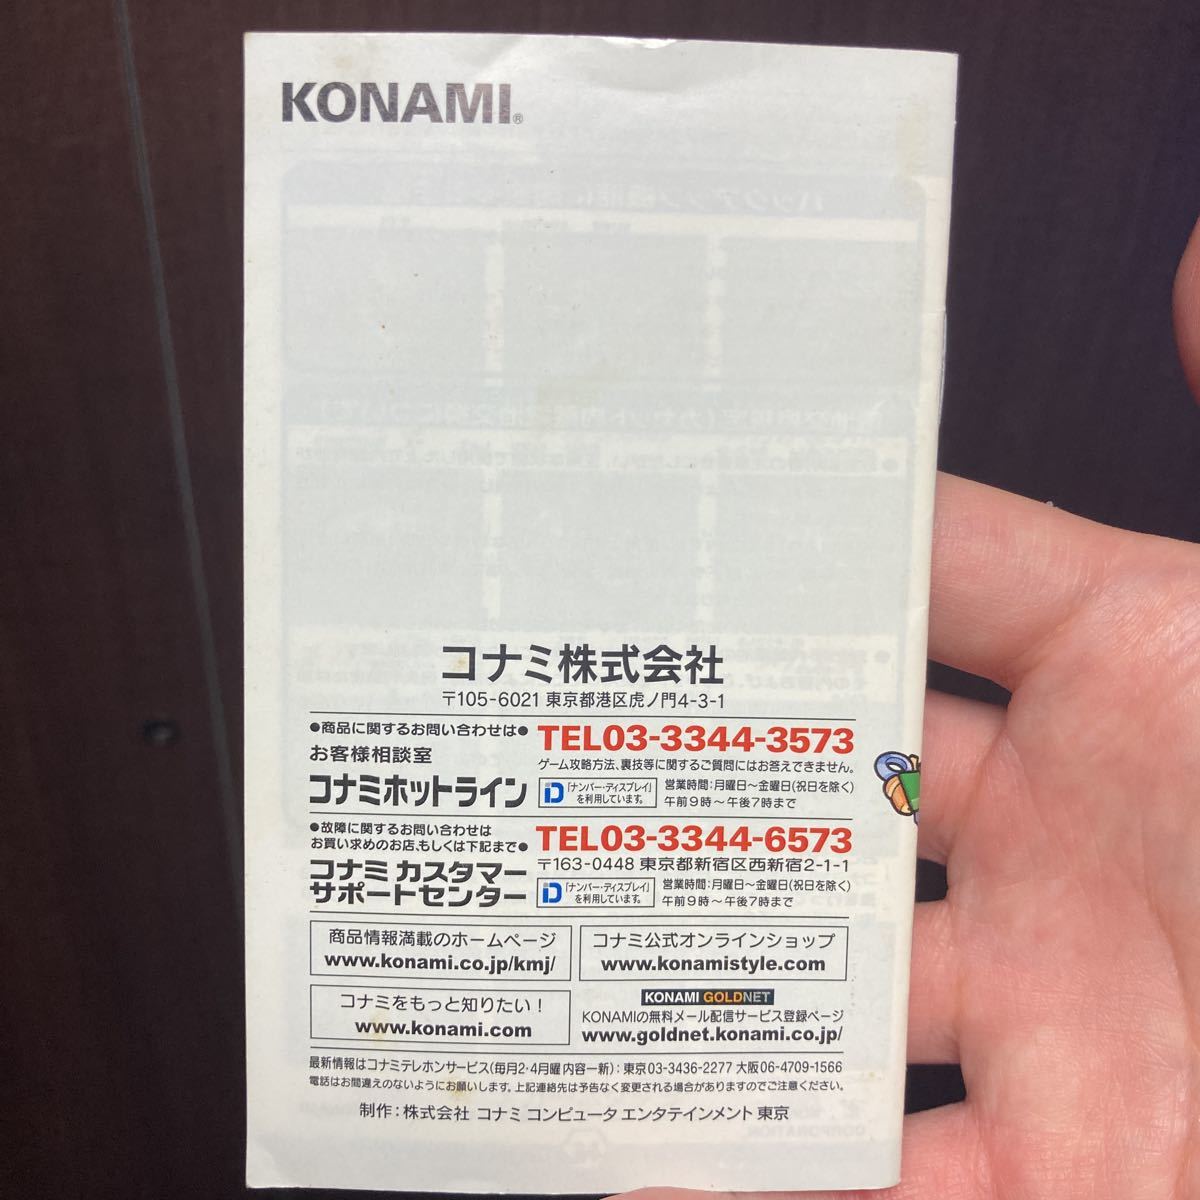 KONAMI®
コナミ株式会社
〒105-6021 東京都港区虎ノ門4-3-1
●商品に関するお問い合わせは●
お客様相談室
コナミホットライン
TEL03-3344-3573
ゲーム攻略方法、裏技等に関するご質問にはお答えできません。
「ナンバー・ディスプレイ」
を利用しています。
営業時間:月曜日〜金曜日(祝日を除く)
午前9時〜午後7時まで
●故障に関するお問い合わせは
お買い求めのお店、もしくは下記まで●
コナミ カスタマー
サポートセンター
TEL03-3344-6573
〒163-0448 東京都新宿区西新宿2-1-1
「ナンバー・ディスプレイ」
を利用しています。
営業時間:月曜日〜金曜日(祝日を除く)
午前9時〜午後7時まで
商品情報満載のホームページ
www.konami.co.jp/kmj/
コナミ公式オンラインショップ
www.konamistyle.com
コナミをもっと知りたい!
www.konami.com
KONAMI GOLDNET
KONAMIの無料メール配信サービス登録ページ
www.goldnet.konami.co.jp/
最新情報はコナミテレホンサービス(毎月2・4月曜 内容一新):東京03-3436-2277 大阪06-4709-1566
電話はお間違えのないようにお願いします。上記連絡先は予告なく変更される場合がありますのでご注意ください。
制作:株式会社 コナミ コンピュータ エンタテインメント 東京